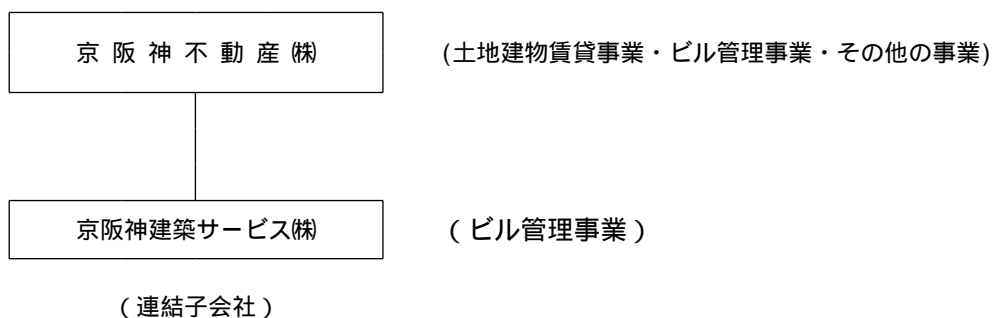 京阪神不動産㈱ (土地建物賃貸事業・ビル管理事業・その他の事業)
京阪神建築サービス㈱ (ビル管理事業)
(連結子会社)